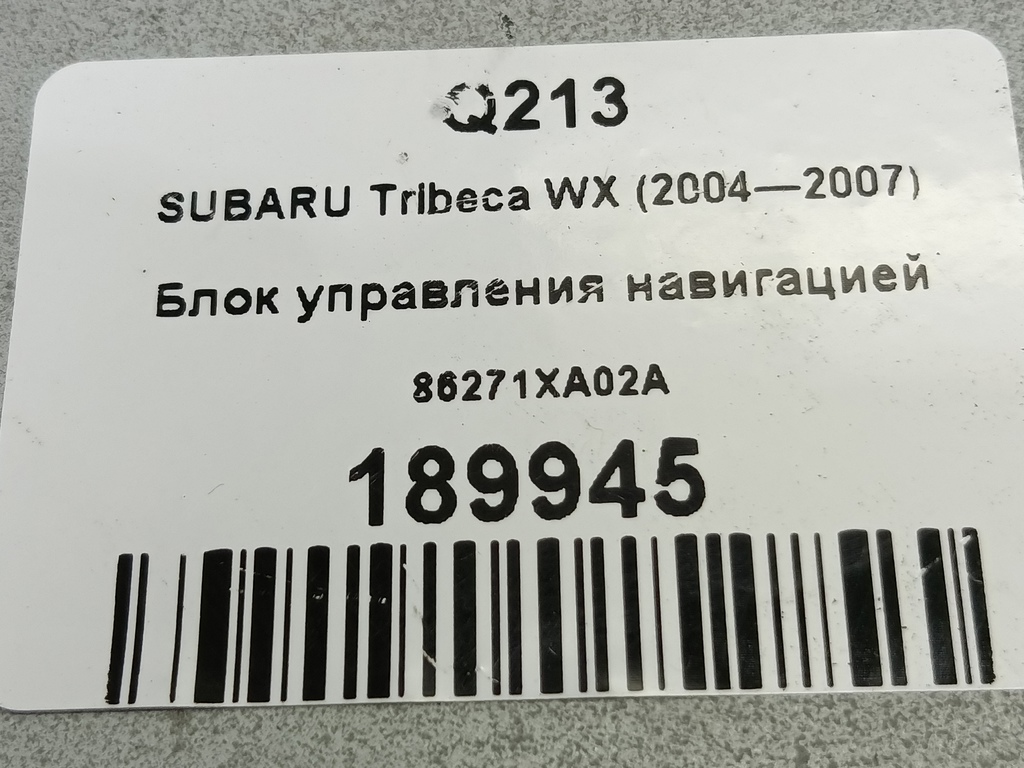 Q213
SUBARU Tribeca WX (2004—2007)
Блок управления навигацией
86271XA02A
189945